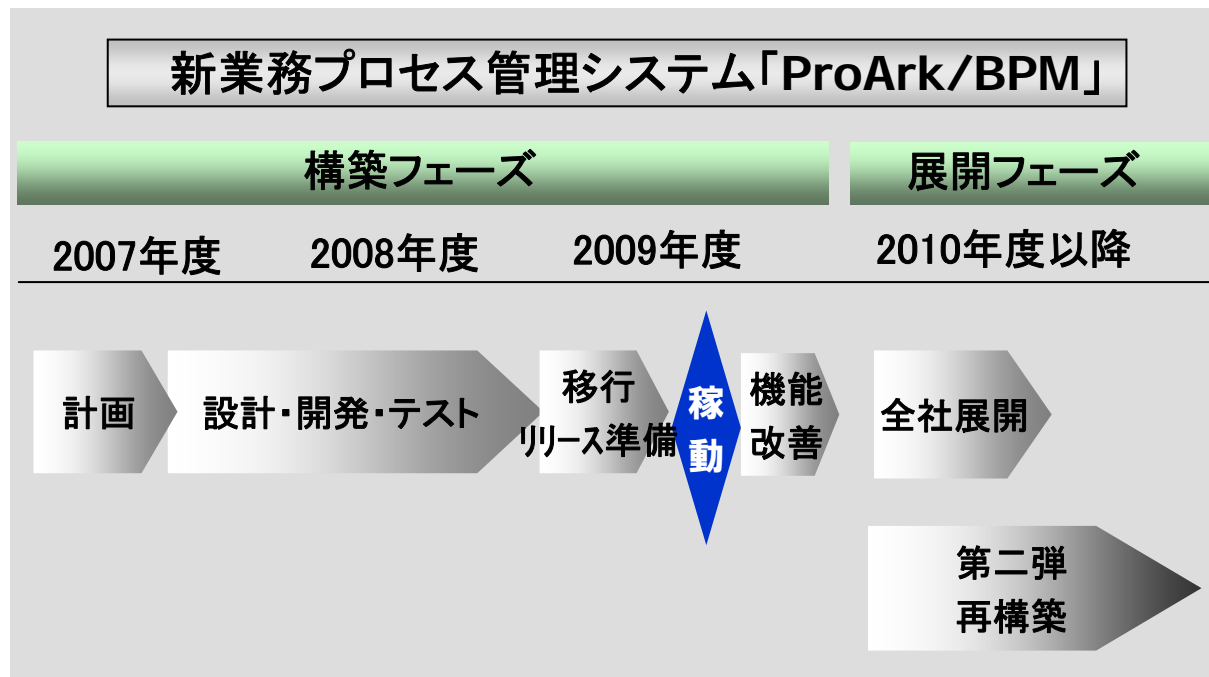 新業務プロセス管理システム「ProArk/BPM」
構築フェーズ
展開フェーズ
2007年度
2008年度
2009年度
2010年度以降
計画
設計・開発・テスト
移行
リリース準備
稼
動
機能
改善
全社展開
第二弾
再構築